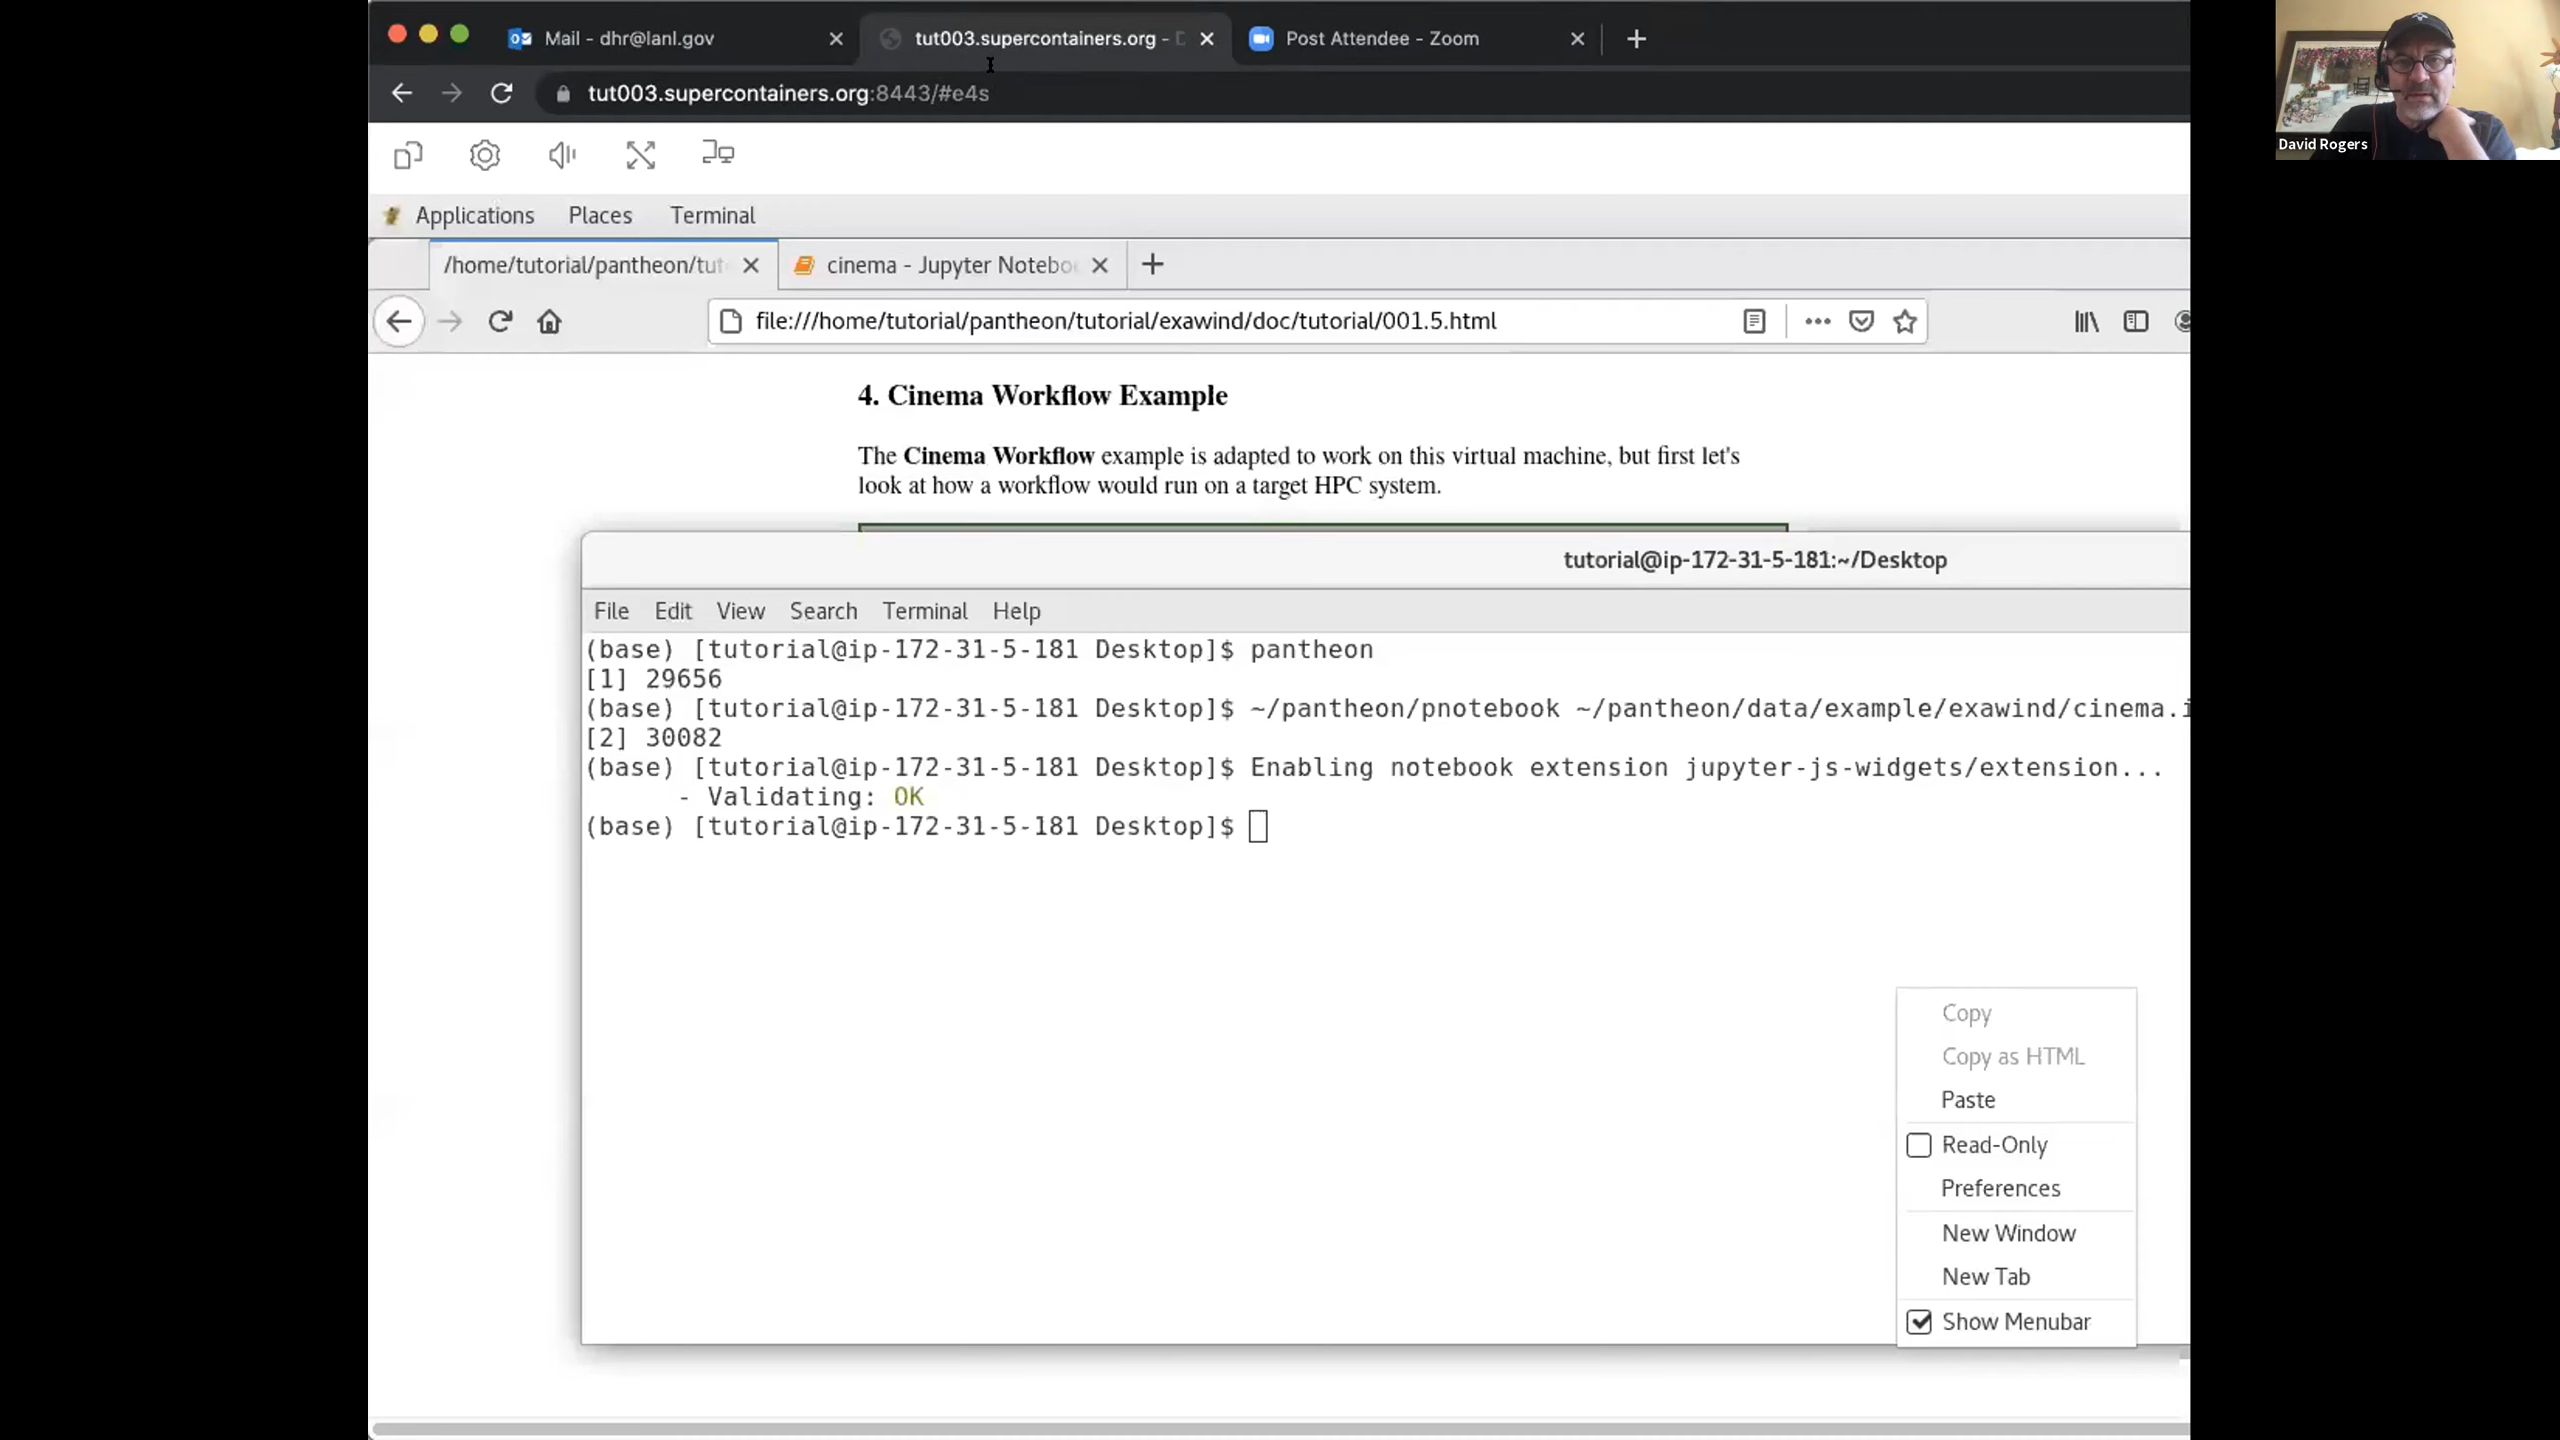 Mail - dhr@lanl.gov
tut003.supercontainers.org -
Post Attendee - Zoom
tut003.supercontainers.org:8443/#e4s
David Rogers
Applications Places Terminal
/home/tutorial/pantheon/tut
cinema - Jupyter Notebo
file:///home/tutorial/pantheon/tutorial/exawind/doc/tutorial/001.5.html
4. Cinema Workflow Example
The Cinema Workflow example is adapted to work on this virtual machine, but first let's
look at how a workflow would run on a target HPC system.
tutorial@ip-172-31-5-181:~/Desktop
File Edit View Search Terminal Help
(base) [tutorial@ip-172-31-5-181 Desktop]$ pantheon
[1] 29656
(base) [tutorial@ip-172-31-5-181 Desktop]$ ~/pantheon/pnotebook ~/pantheon/data/example/exawind/cinema.i
[2] 30082
(base) [tutorial@ip-172-31-5-181 Desktop]$ Enabling notebook extension jupyter-js-widgets/extension...
- Validating: OK
(base) [tutorial@ip-172-31-5-181 Desktop]$
Copy
Copy as HTML
Paste
Read-Only
Preferences
New Window
New Tab
Show Menubar